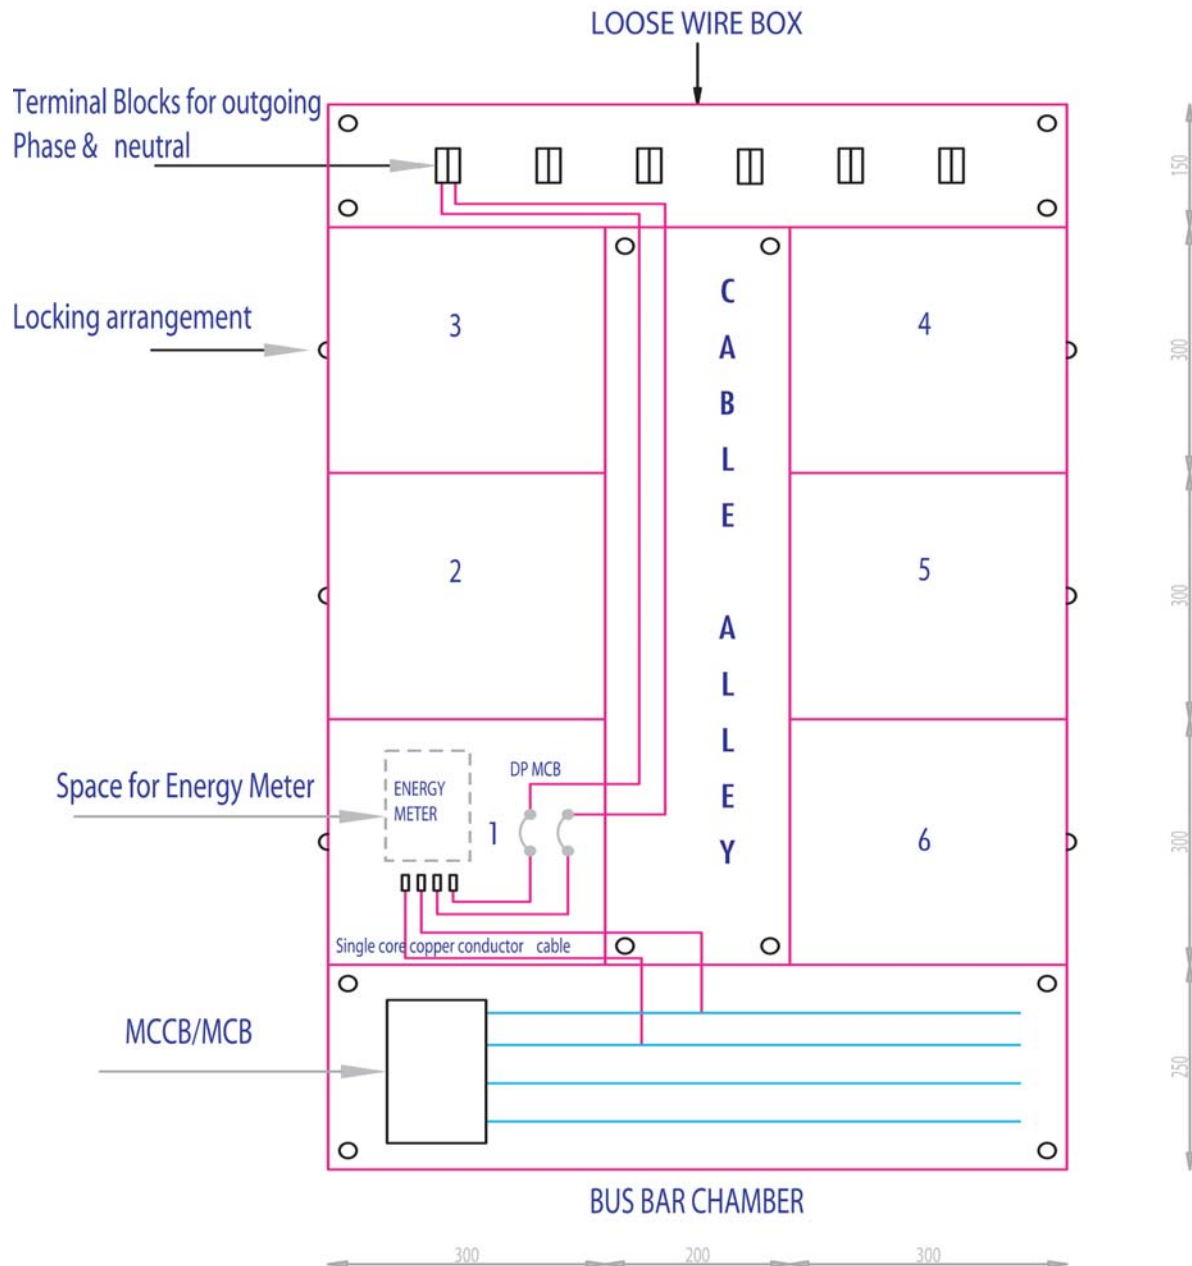 LOOSE WIRE BOX
Terminal Blocks for outgoing
Phase & neutral
150
Locking arrangement
3
4
300
C
A
B
L
E
A
L
L
E
Y
2
5
300
Space for Energy Meter
ENERGY
METER
DP MCB
1
6
300
Single core copper conductor cable
MCCB/MCB
250
BUS BAR CHAMBER
300
200
300